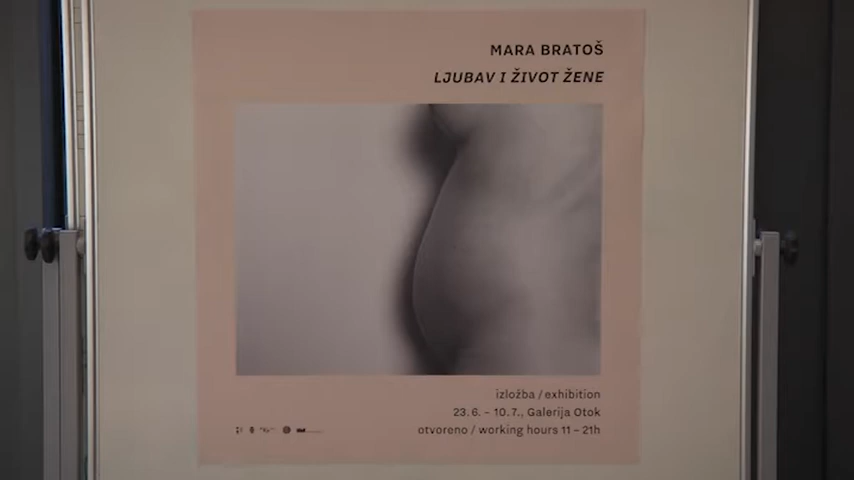 MARA BRATOŠ
LJUBAV I ŽIVOT ŽENE
izložba / exhibition
23. 6. – 10. 7., Galerija Otok
otvoreno / working hours 11 – 21h